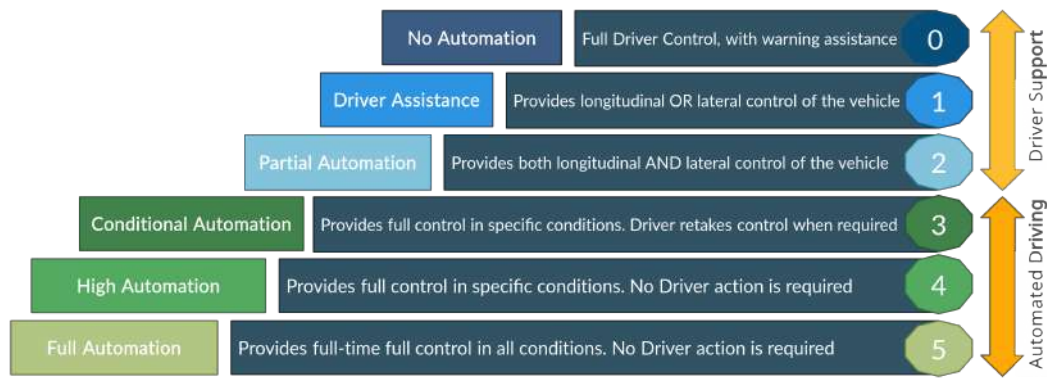 No Automation
Full Driver Control, with warning assistance
0
Driver Assistance
Provides longitudinal OR lateral control of the vehicle
1
Partial Automation
Provides both longitudinal AND lateral control of the vehicle
2
Driver Support
Conditional Automation
Provides full control in specific conditions. Driver retakes control when required
3
High Automation
Provides full control in specific conditions. No Driver action is required
4
Full Automation
Provides full-time full control in all conditions. No Driver action is required
5
Automated Driving